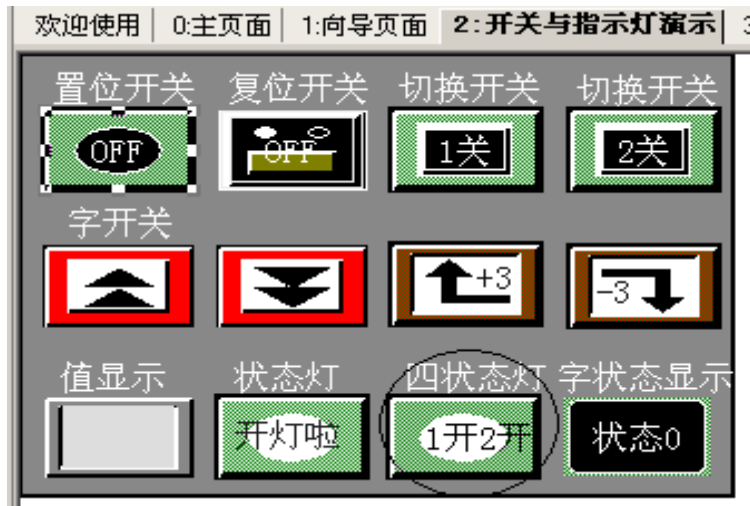 欢迎使用 0:主页面 1:向导页面 2:开关与指示灯演示 3
置位开关 复位开关 切换开关 切换开关
OFF OFF 1关 2关
字开关
+3 -3
值显示 状态灯 四状态灯 字状态显示
开灯啦 1开2开 状态0